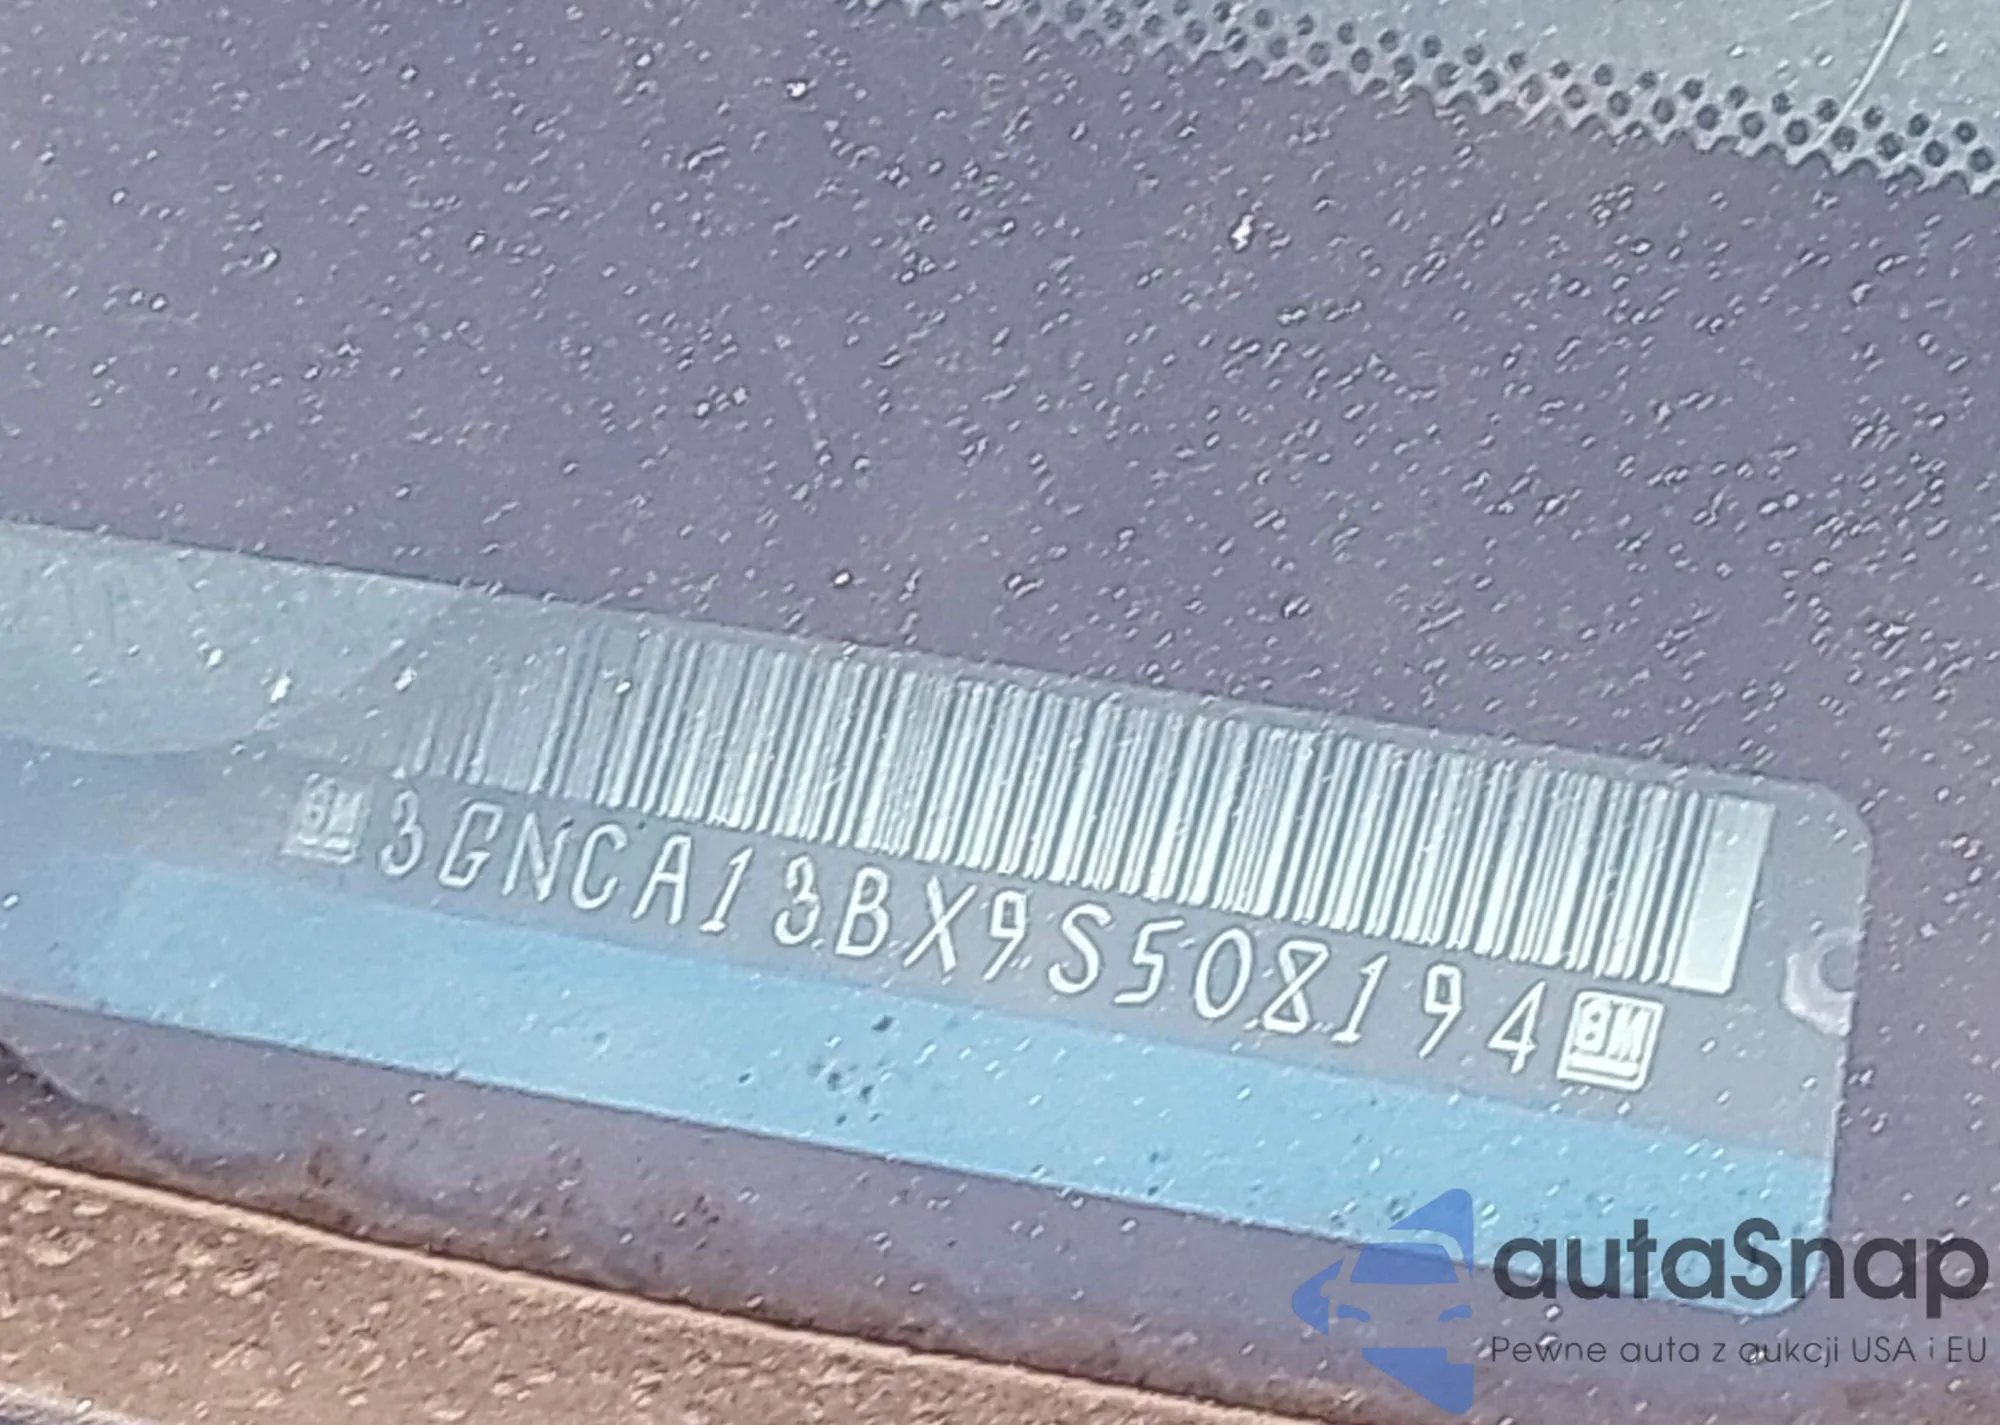 GM 3GNCA13BX9S508194 GM
autaSnap
Pewne auta z aukcji USA i EU